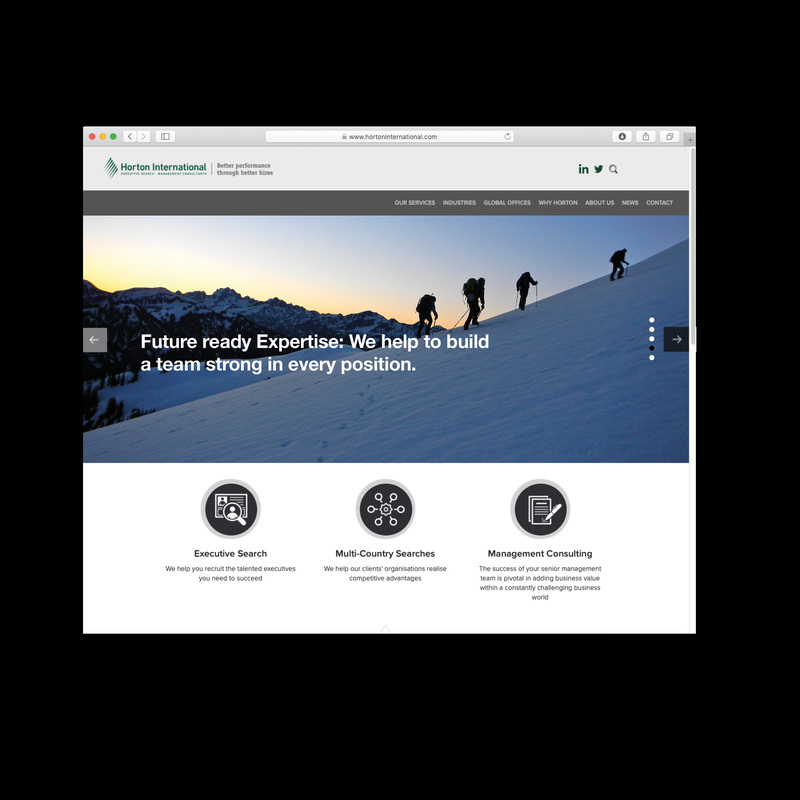 www.hortoninternational.com
Horton International
EXECUTIVE SEARCH · MANAGEMENT CONSULTANTS
Better performance
through better hires
OUR SERVICES INDUSTRIES GLOBAL OFFICES WHY HORTON ABOUT US NEWS CONTACT
Future ready Expertise: We help to build
a team strong in every position.
Executive Search
We help you recruit the talented executives
you need to succeed
Multi-Country Searches
We help our clients' organisations realise
competitive advantages
Management Consulting
The success of your senior management
team is pivotal in adding business value
within a constantly challenging business
world